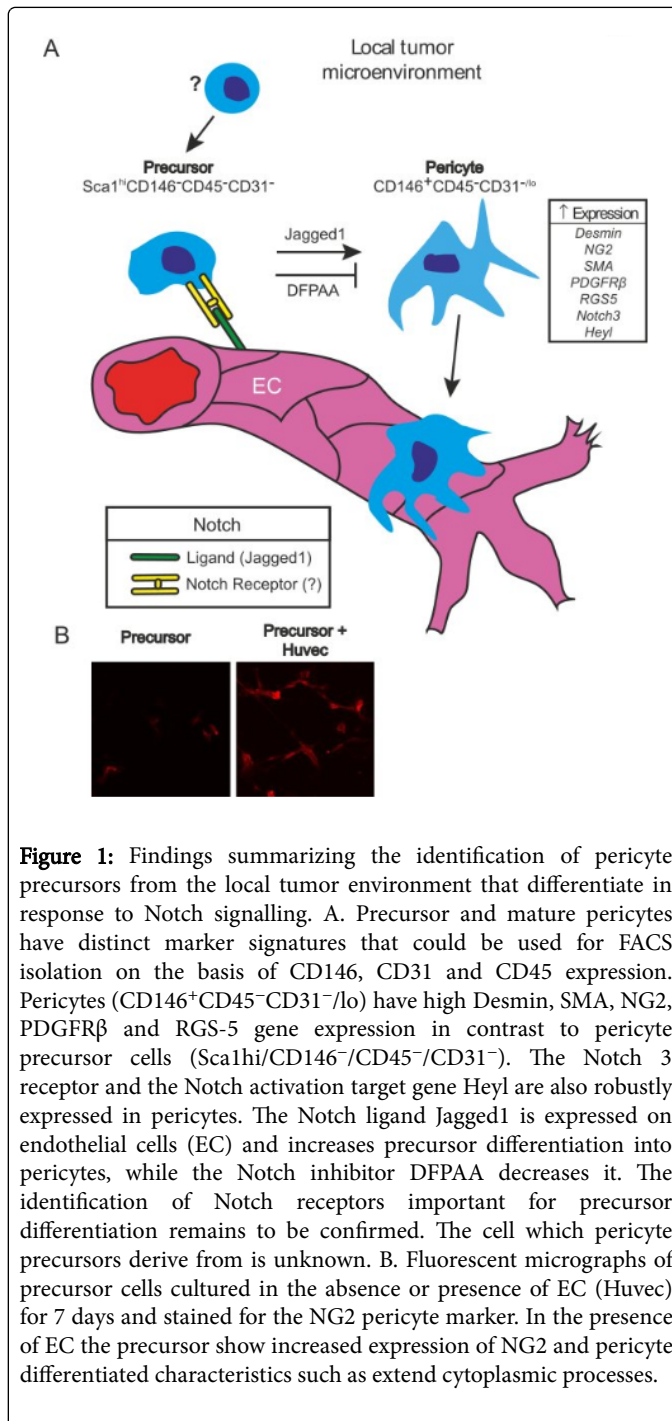 A
Local tumor
microenvironment
?
Precursor
Sca1ʰⁱCD146⁻CD45⁻CD31⁻
Pericyte
CD146⁺CD45⁻CD31⁻/ˡᵒ
Jagged1
DFPAA
↑ Expression
Desmin
NG2
SMA
PDGFRβ
RGS5
Notch3
Heyl
EC
Notch
Ligand (Jagged1)
Notch Receptor (?)
B
Precursor
Precursor +
Huvec
Figure 1: Findings summarizing the identification of pericyte
precursors from the local tumor environment that differentiate in
response to Notch signalling. A. Precursor and mature pericytes
have distinct marker signatures that could be used for FACS
isolation on the basis of CD146, CD31 and CD45 expression.
Pericytes (CD146⁺CD45⁻CD31⁻/lo) have high Desmin, SMA, NG2,
PDGFRβ and RGS-5 gene expression in contrast to pericyte
precursor cells (Sca1hi/CD146⁻/CD45⁻/CD31⁻). The Notch 3
receptor and the Notch activation target gene Heyl are also robustly
expressed in pericytes. The Notch ligand Jagged1 is expressed on
endothelial cells (EC) and increases precursor differentiation into
pericytes, while the Notch inhibitor DFPAA decreases it. The
identification of Notch receptors important for precursor
differentiation remains to be confirmed. The cell which pericyte
precursors derive from is unknown. B. Fluorescent micrographs of
precursor cells cultured in the absence or presence of EC (Huvec)
for 7 days and stained for the NG2 pericyte marker. In the presence
of EC the precursor show increased expression of NG2 and pericyte
differentiated characteristics such as extend cytoplasmic processes.